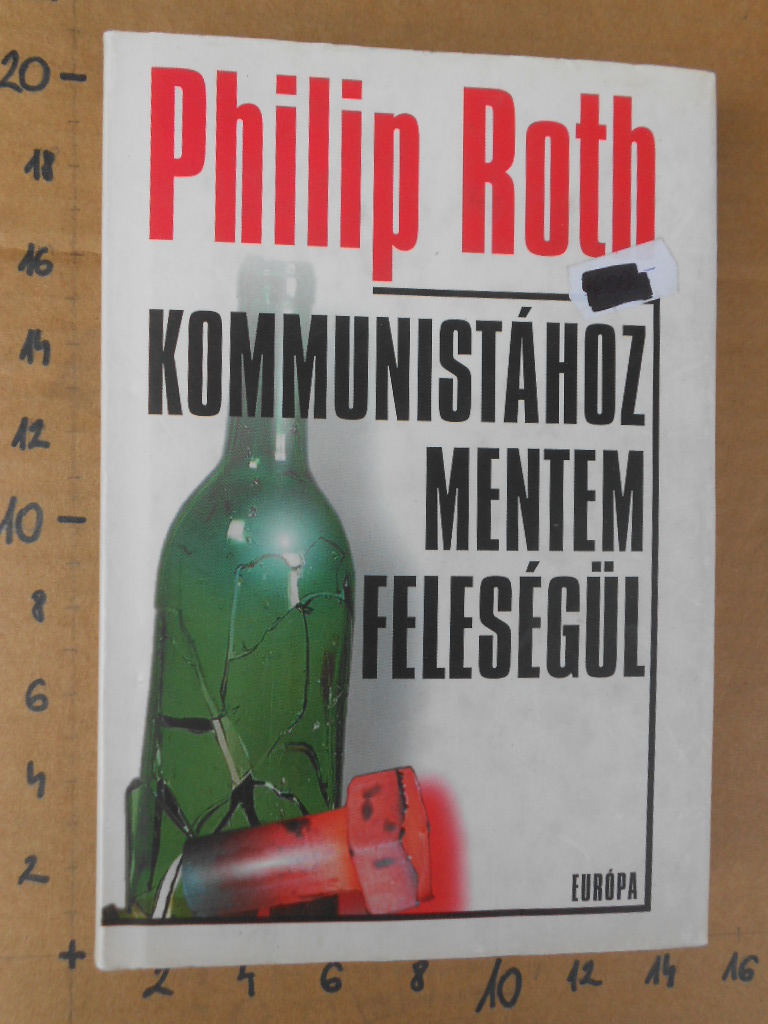 Philip Roth
KOMMUNISTÁHOZ
MENTEM
FELESÉGÜL
EURÓPA
20
18
16
14
12
10
8
6
4
2
+
2 4 6 8 10 12 14 16